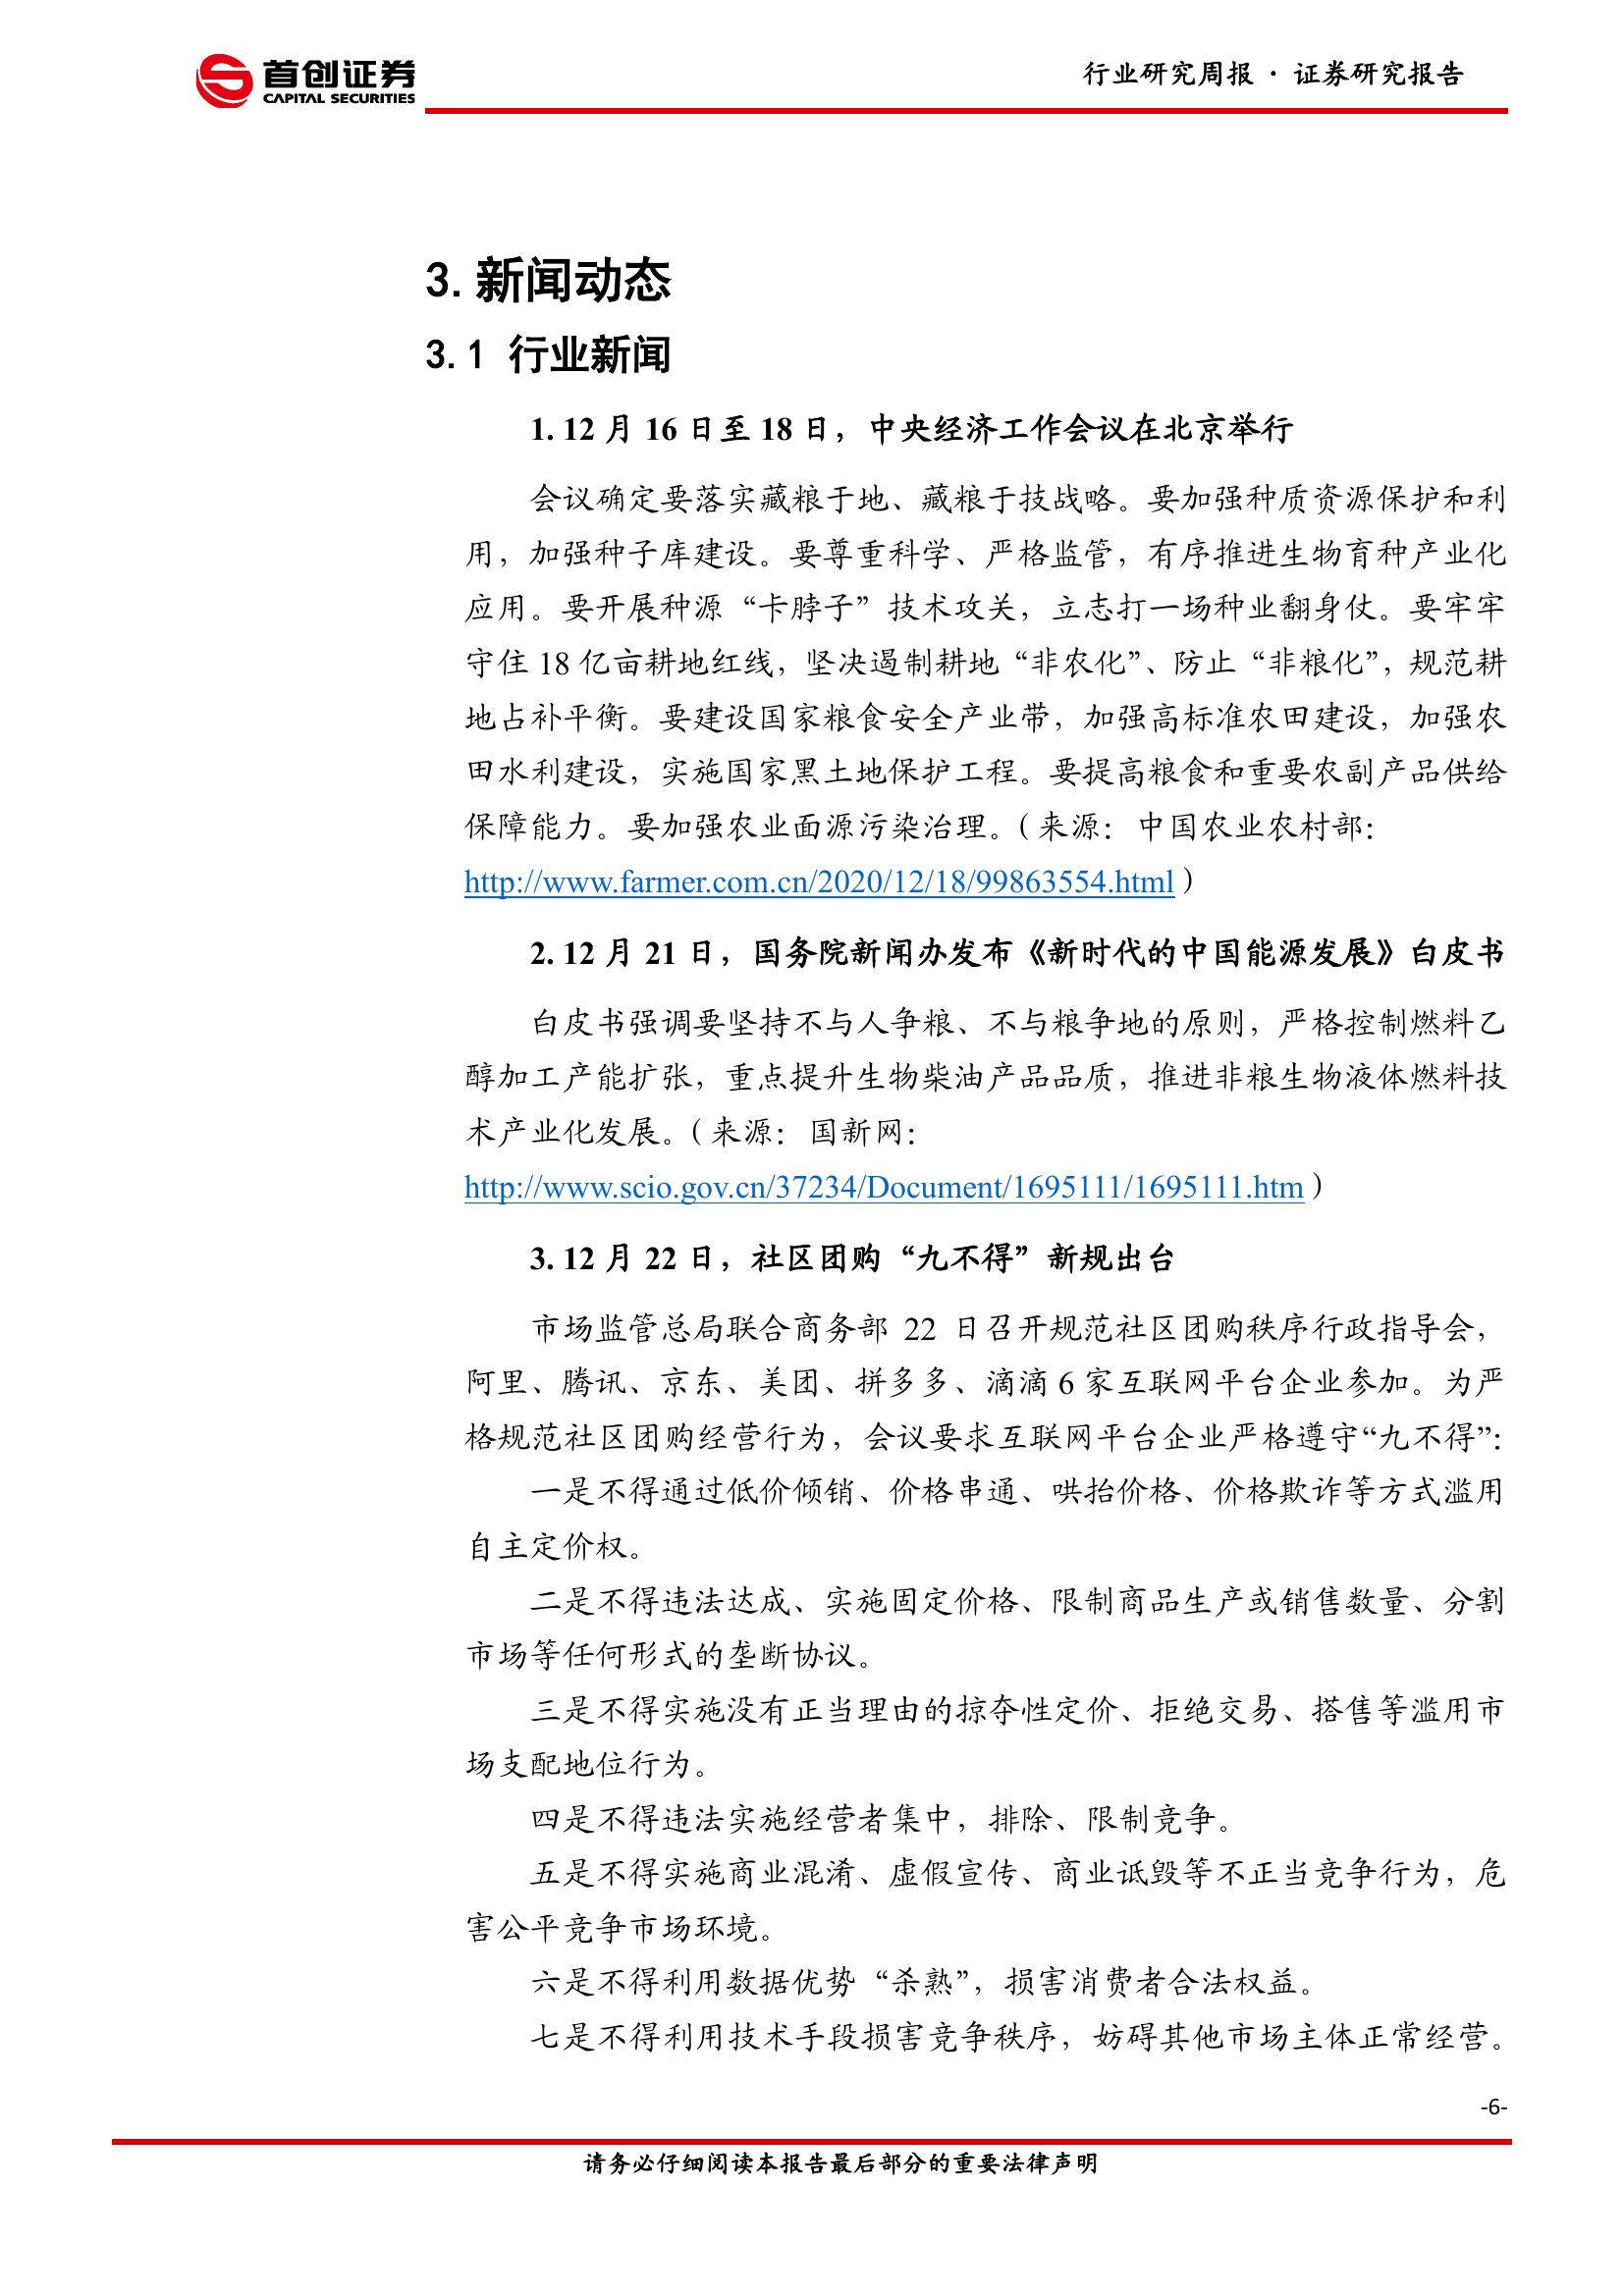 首创证券
CAPITAL SECURITIES
行业研究周报 · 证券研究报告
3.新闻动态
3.1 行业新闻
1. 12 月 16 日至 18 日，中央经济工作会议在北京举行
会议确定要落实藏粮于地、藏粮于技战略。要加强种质资源保护和利
用，加强种子库建设。要尊重科学、严格监管，有序推进生物育种产业化
应用。要开展种源“卡脖子”技术攻关，立志打一场种业翻身仗。要牢牢
守住 18 亿亩耕地红线，坚决遏制耕地“非农化”、防止“非粮化”，规范耕
地占补平衡。要建设国家粮食安全产业带，加强高标准农田建设，加强农
田水利建设，实施国家黑土地保护工程。要提高粮食和重要农副产品供给
保障能力。要加强农业面源污染治理。（来源：中国农业农村部：
http://www.farmer.com.cn/2020/12/18/99863554.html）
2. 12 月 21 日，国务院新闻办发布《新时代的中国能源发展》白皮书
白皮书强调要坚持不与人争粮、不与粮争地的原则，严格控制燃料乙
醇加工产能扩张，重点提升生物柴油产品品质，推进非粮生物液体燃料技
术产业化发展。（来源：国新网：
http://www.scio.gov.cn/37234/Document/1695111/1695111.htm）
3. 12 月 22 日，社区团购“九不得”新规出台
市场监管总局联合商务部 22 日召开规范社区团购秩序行政指导会，
阿里、腾讯、京东、美团、拼多多、滴滴 6 家互联网平台企业参加。为严
格规范社区团购经营行为，会议要求互联网平台企业严格遵守“九不得”：
一是不得通过低价倾销、价格串通、哄抬价格、价格欺诈等方式滥用
自主定价权。
二是不得违法达成、实施固定价格、限制商品生产或销售数量、分割
市场等任何形式的垄断协议。
三是不得实施没有正当理由的掠夺性定价、拒绝交易、搭售等滥用市
场支配地位行为。
四是不得违法实施经营者集中，排除、限制竞争。
五是不得实施商业混淆、虚假宣传、商业诋毁等不正当竞争行为，危
害公平竞争市场环境。
六是不得利用数据优势“杀熟”，损害消费者合法权益。
七是不得利用技术手段损害竞争秩序，妨碍其他市场主体正常经营。
-6-
请务必仔细阅读本报告最后部分的重要法律声明